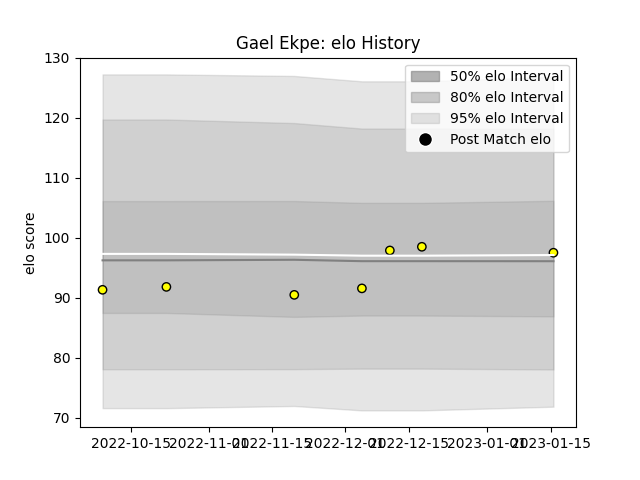 Gael Ekpe: elo History
130
120
110
100
90
80
70
elo score
50% elo Interval
80% elo Interval
95% elo Interval
Post Match elo
2022-10-15 2022-11-01 2022-11-15 2022-12-01 2022-12-15 2023-01-01 2023-01-15